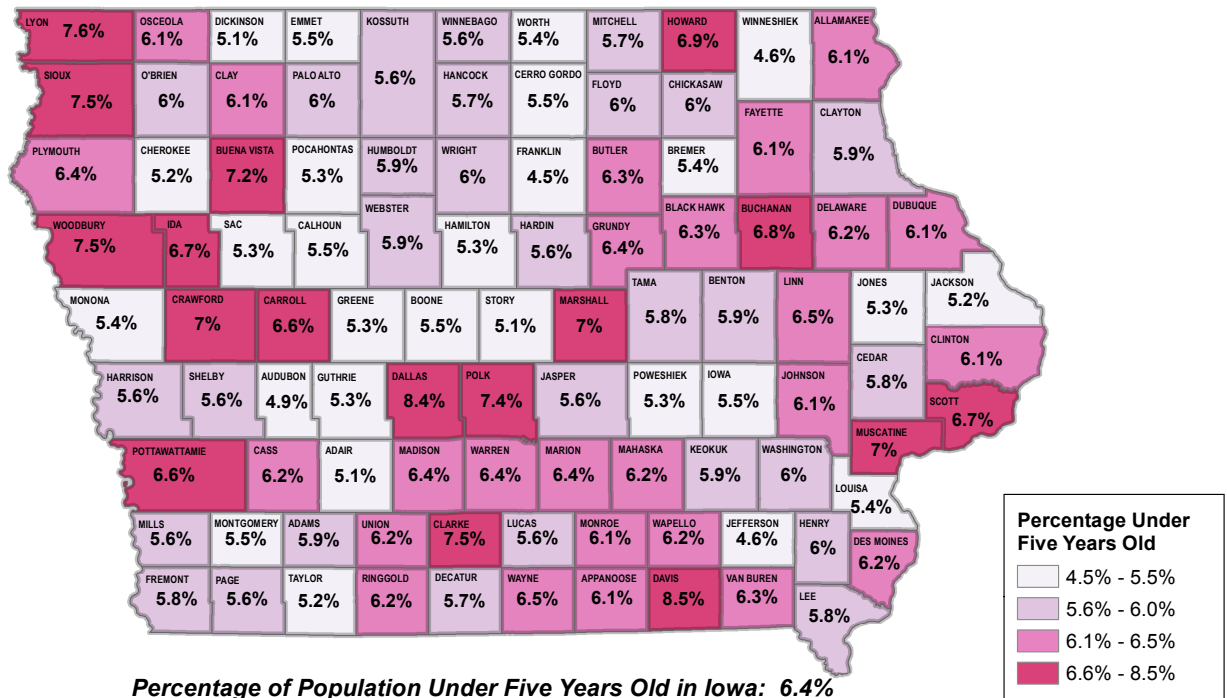 LYON 7.6%
OSCEOLA 6.1%
DICKINSON 5.1%
EMMET 5.5%
KOSSUTH 5.6%
WINNEBAGO 5.6%
WORTH 5.4%
MITCHELL 5.7%
HOWARD 6.9%
WINNESHIEK 4.6%
ALLAMAKEE 6.1%
SIOUX 7.5%
O'BRIEN 6%
CLAY 6.1%
PALO ALTO 6%
HANCOCK 5.7%
CERRO GORDO 5.5%
FLOYD 6%
CHICKASAW 6%
FAYETTE 6.1%
CLAYTON 5.9%
PLYMOUTH 6.4%
CHEROKEE 5.2%
BUENA VISTA 7.2%
POCAHONTAS 5.3%
HUMBOLDT 5.9%
WRIGHT 6%
FRANKLIN 4.5%
BUTLER 6.3%
BREMER 5.4%
WOODBURY 7.5%
IDA 6.7%
SAC 5.3%
CALHOUN 5.5%
WEBSTER 5.9%
HAMILTON 5.3%
HARDIN 5.6%
GRUNDY 6.4%
BLACK HAWK 6.3%
BUCHANAN 6.8%
DELAWARE 6.2%
DUBUQUE 6.1%
MONONA 5.4%
CRAWFORD 7%
CARROLL 6.6%
GREENE 5.3%
BOONE 5.5%
STORY 5.1%
MARSHALL 7%
TAMA 5.8%
BENTON 5.9%
LINN 6.5%
JONES 5.3%
JACKSON 5.2%
CLINTON 6.1%
HARRISON 5.6%
SHELBY 5.6%
AUDUBON 4.9%
GUTHRIE 5.3%
DALLAS 8.4%
POLK 7.4%
JASPER 5.6%
POWESHIEK 5.3%
IOWA 5.5%
JOHNSON 6.1%
CEDAR 5.8%
SCOTT 6.7%
MUSCATINE 7%
POTTAWATTAMIE 6.6%
CASS 6.2%
ADAIR 5.1%
MADISON 6.4%
WARREN 6.4%
MARION 6.4%
MAHASKA 6.2%
KEOKUK 5.9%
WASHINGTON 6%
LOUISA 5.4%
MILLS 5.6%
MONTGOMERY 5.5%
ADAMS 5.9%
UNION 6.2%
CLARKE 7.5%
LUCAS 5.6%
MONROE 6.1%
WAPELLO 6.2%
JEFFERSON 4.6%
HENRY 6%
DES MOINES 6.2%
FREMONT 5.8%
PAGE 5.6%
TAYLOR 5.2%
RINGGOLD 6.2%
DECATUR 5.7%
WAYNE 6.5%
APPANOOSE 6.1%
DAVIS 8.5%
VAN BUREN 6.3%
LEE 5.8%
Percentage Under
Five Years Old
4.5% - 5.5%
5.6% - 6.0%
6.1% - 6.5%
6.6% - 8.5%
Percentage of Population Under Five Years Old in Iowa: 6.4%